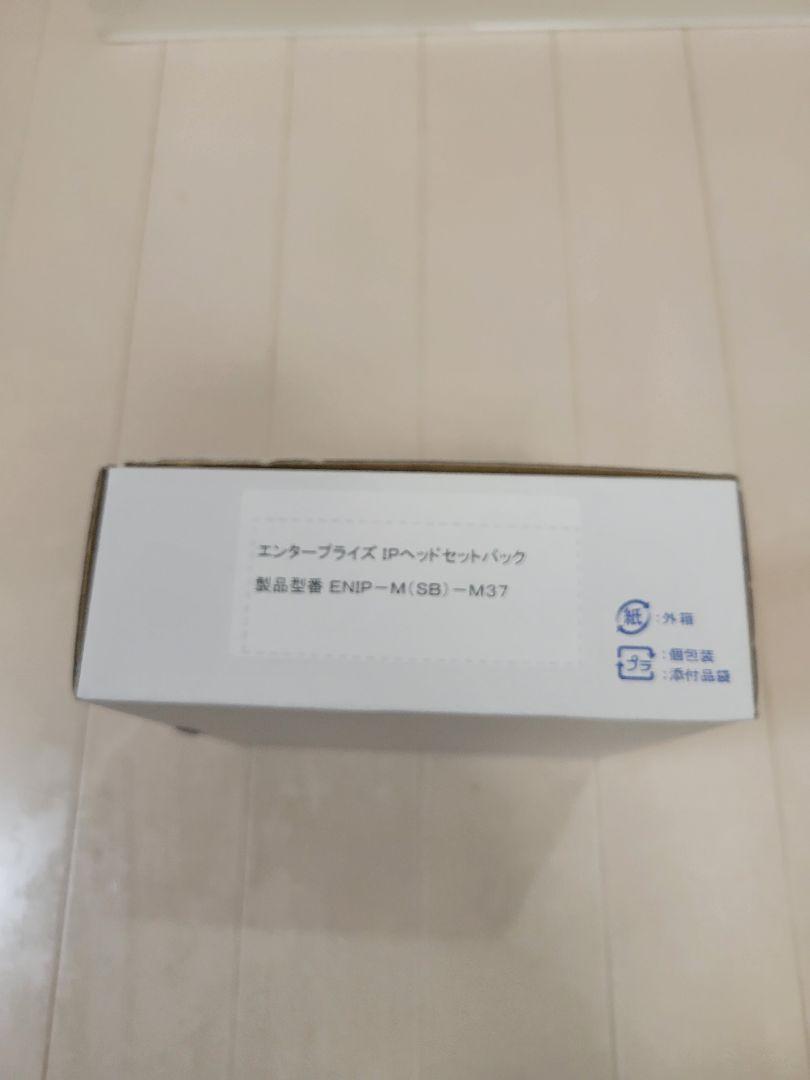 エンタープライズ IPヘッドセットパック
製品型番 ENIP－M（SB）－M37
紙：外箱
プラ：個包装
：添付品袋